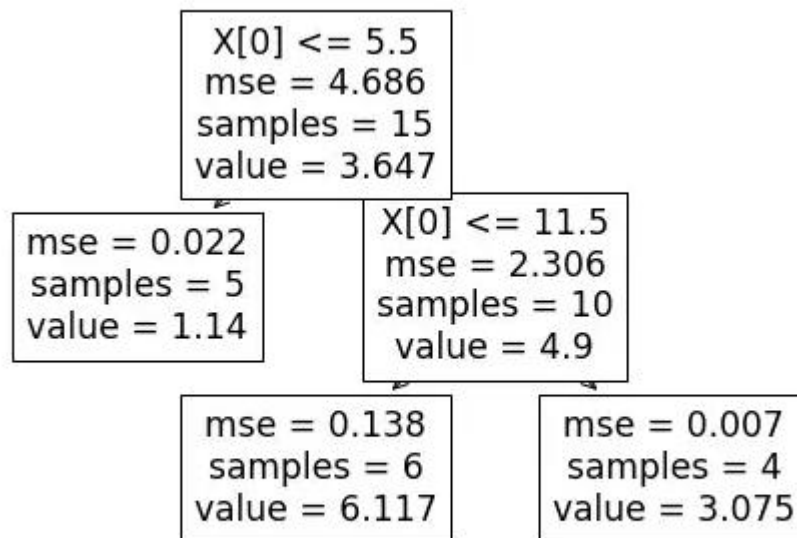 X[0] <= 5.5
mse = 4.686
samples = 15
value = 3.647
mse = 0.022
samples = 5
value = 1.14
X[0] <= 11.5
mse = 2.306
samples = 10
value = 4.9
mse = 0.138
samples = 6
value = 6.117
mse = 0.007
samples = 4
value = 3.075